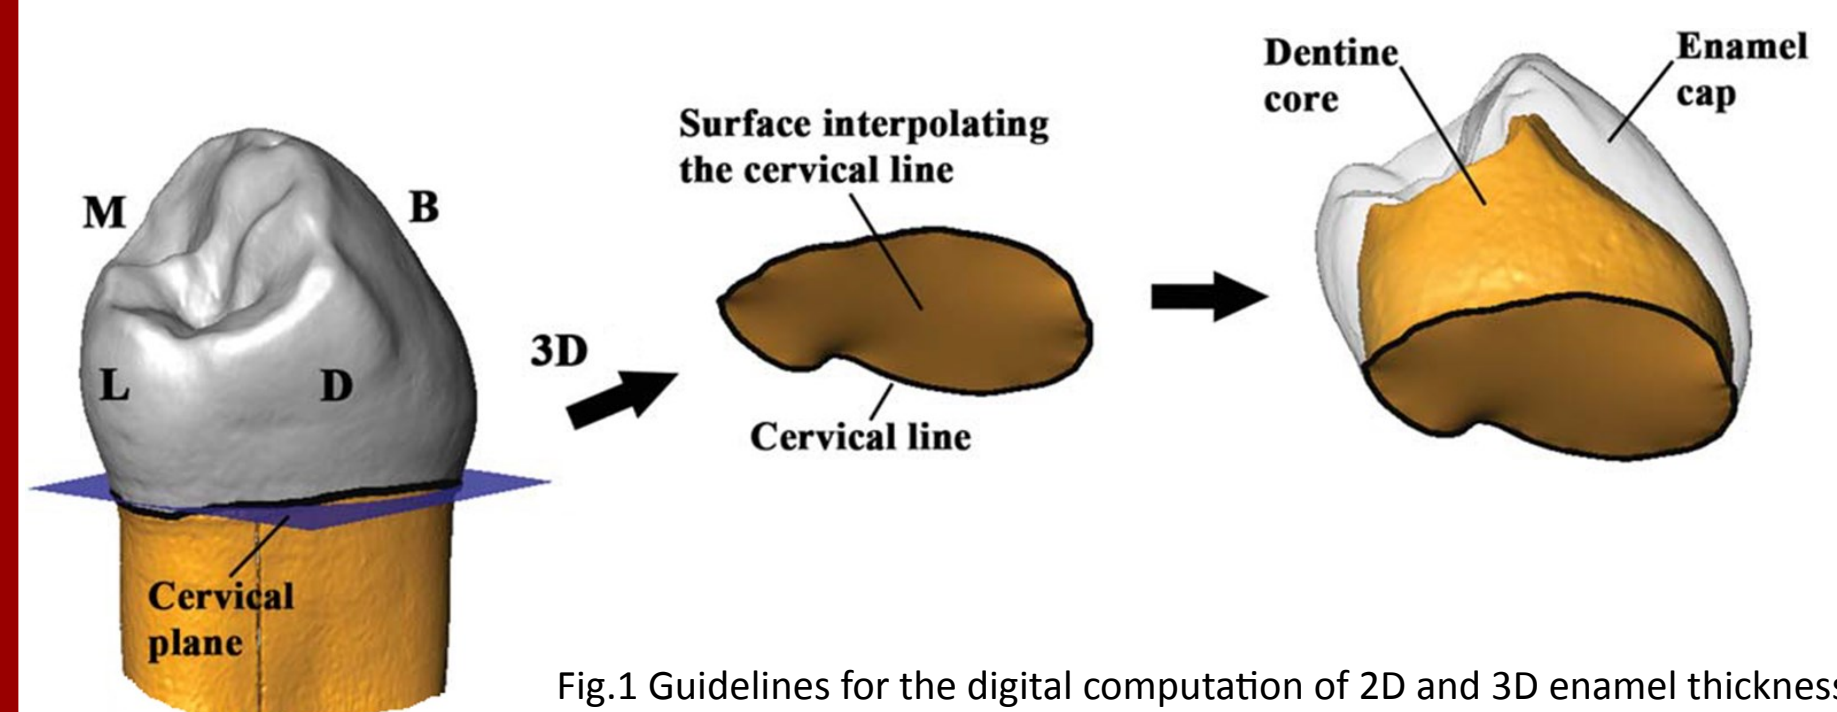 M
B
L
D
Cervical
plane
3D
Surface interpolating
the cervical line
Cervical line
Dentine
core
Enamel
cap
Fig.1 Guidelines for the digital computation of 2D and 3D enamel thickness